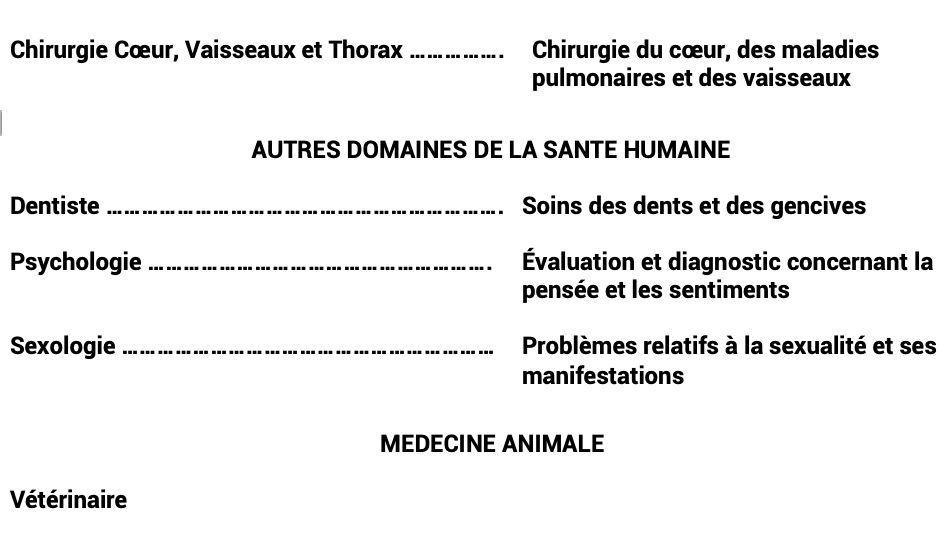 Chirurgie Cœur, Vaisseaux et Thorax ……………. Chirurgie du cœur, des maladies
pulmonaires et des vaisseaux
AUTRES DOMAINES DE LA SANTE HUMAINE
Dentiste …………………………………………………………. Soins des dents et des gencives
Psychologie …………………………………………………. Évaluation et diagnostic concernant la
pensée et les sentiments
Sexologie ……………………………………………………… Problèmes relatifs à la sexualité et ses
manifestations
MEDECINE ANIMALE
Vétérinaire